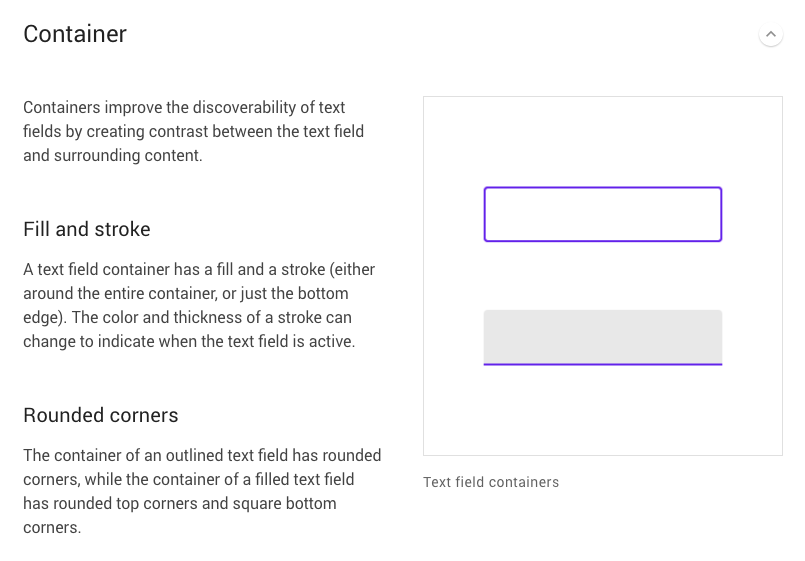 Container
Containers improve the discoverability of text
fields by creating contrast between the text field
and surrounding content.
Fill and stroke
A text field container has a fill and a stroke (either
around the entire container, or just the bottom
edge). The color and thickness of a stroke can
change to indicate when the text field is active.
Rounded corners
The container of an outlined text field has rounded
corners, while the container of a filled text field
has rounded top corners and square bottom
corners.
Text field containers